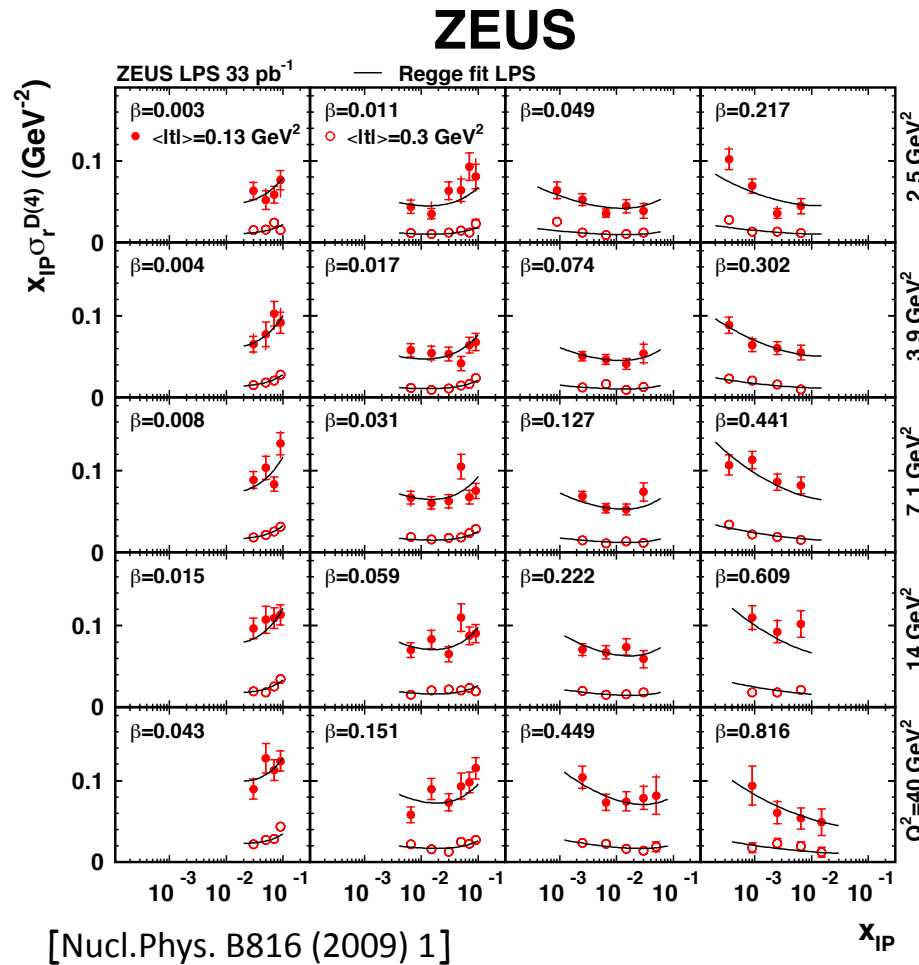 ZEUS
ZEUS LPS 33 pb⁻¹ — Regge fit LPS
x_IP σ_r^D(4) (GeV⁻²)
β=0.003 β=0.011 β=0.049 β=0.217
<|t|>=0.13 GeV² <|t|>=0.3 GeV²
0.1
0
2.5 GeV²
β=0.004 β=0.017 β=0.074 β=0.302
0.1
0
3.9 GeV²
β=0.008 β=0.031 β=0.127 β=0.441
0.1
0
7.1 GeV²
β=0.015 β=0.059 β=0.222 β=0.609
0.1
0
14 GeV²
β=0.043 β=0.151 β=0.449 β=0.816
0.1
0
Q²=40 GeV²
10⁻³ 10⁻² 10⁻¹ 10⁻³ 10⁻² 10⁻¹ 10⁻³ 10⁻² 10⁻¹ 10⁻³ 10⁻² 10⁻¹
x_IP
[Nucl.Phys. B816 (2009) 1]